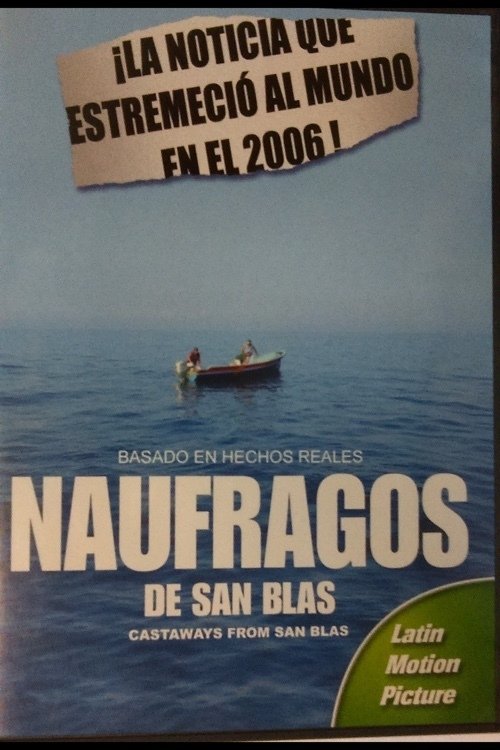 ¡LA NOTICIA QUE
ESTREMECIÓ AL MUNDO
EN EL 2006!
BASADO EN HECHOS REALES
NAUFRAGOS
DE SAN BLAS
CASTAWAYS FROM SAN BLAS
Latin
Motion
Picture